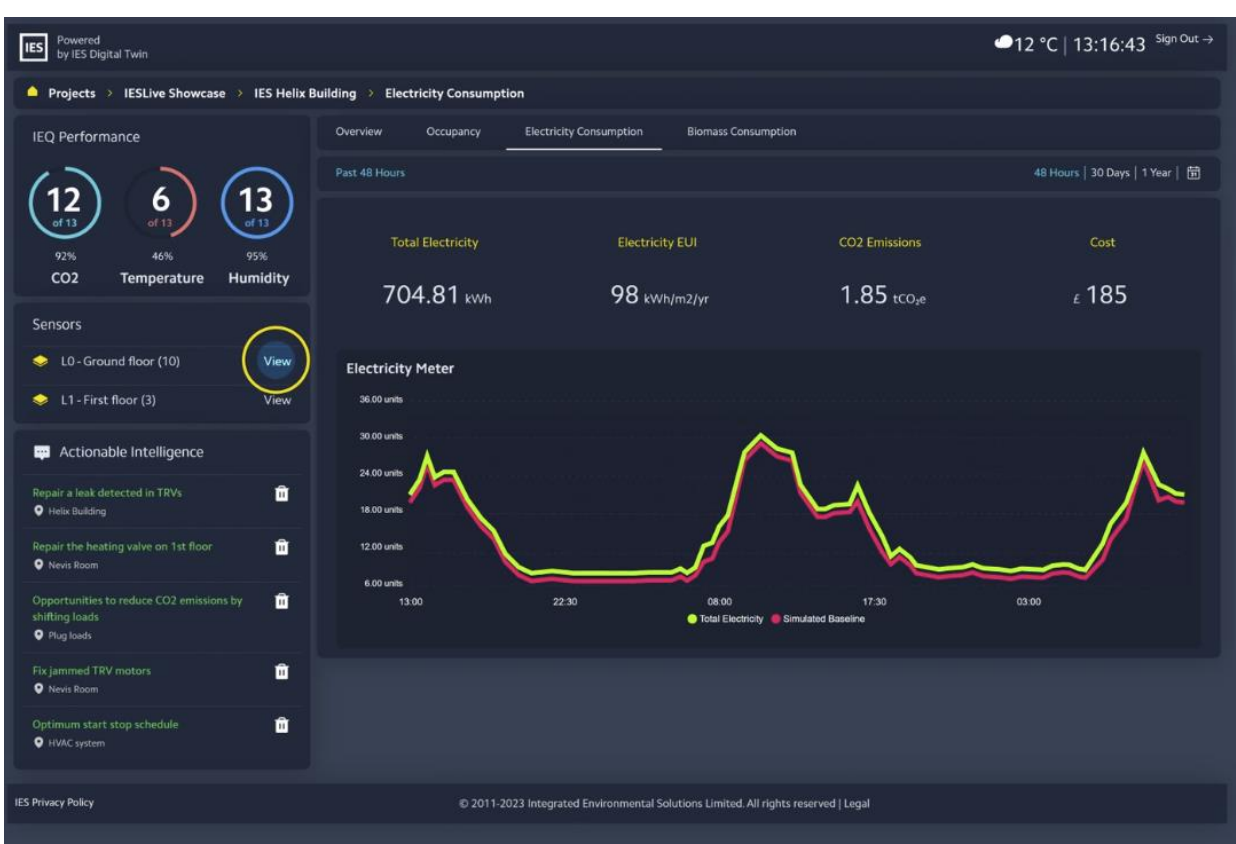 IES
Powered
by IES Digital Twin
12 °C | 13:16:43 Sign Out →
Projects > IESLive Showcase > IES Helix Building > Electricity Consumption
IEQ Performance
12
of 13
92%
CO2
6
of 13
46%
Temperature
13
of 13
95%
Humidity
Sensors
L0 - Ground floor (10) View
L1 - First floor (3) View
Actionable Intelligence
Repair a leak detected in TRVs
Helix Building
Repair the heating valve on 1st floor
Nevis Room
Opportunities to reduce CO2 emissions by
shifting loads
Plug loads
Fix jammed TRV motors
Nevis Room
Optimum start stop schedule
HVAC system
Overview Occupancy Electricity Consumption Biomass Consumption
Past 48 Hours 48 Hours | 30 Days | 1 Year |
Total Electricity Electricity EUI CO2 Emissions Cost
704.81 kWh 98 kWh/m2/yr 1.85 tCO₂e £ 185
Electricity Meter
36.00 units
30.00 units
24.00 units
18.00 units
12.00 units
6.00 units
13:00 22:30 08:00 17:30 03:00
Total Electricity Simulated Baseline
IES Privacy Policy © 2011-2023 Integrated Environmental Solutions Limited. All rights reserved | Legal